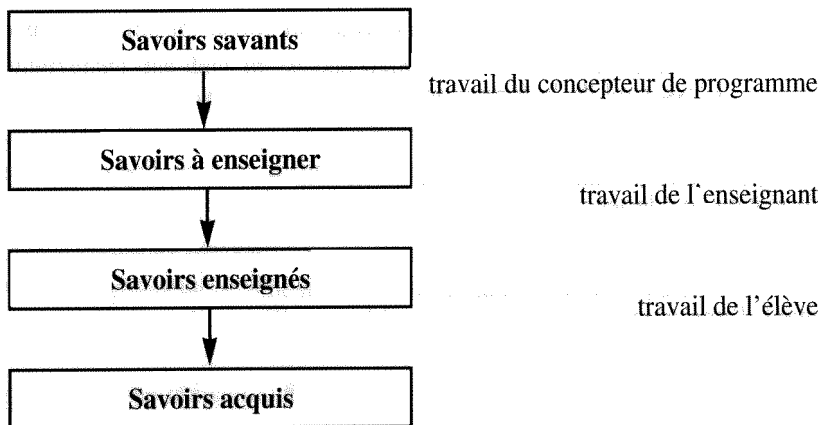 Savoirs savants
travail du concepteur de programme
Savoirs à enseigner
travail de l'enseignant
Savoirs enseignés
travail de l'élève
Savoirs acquis